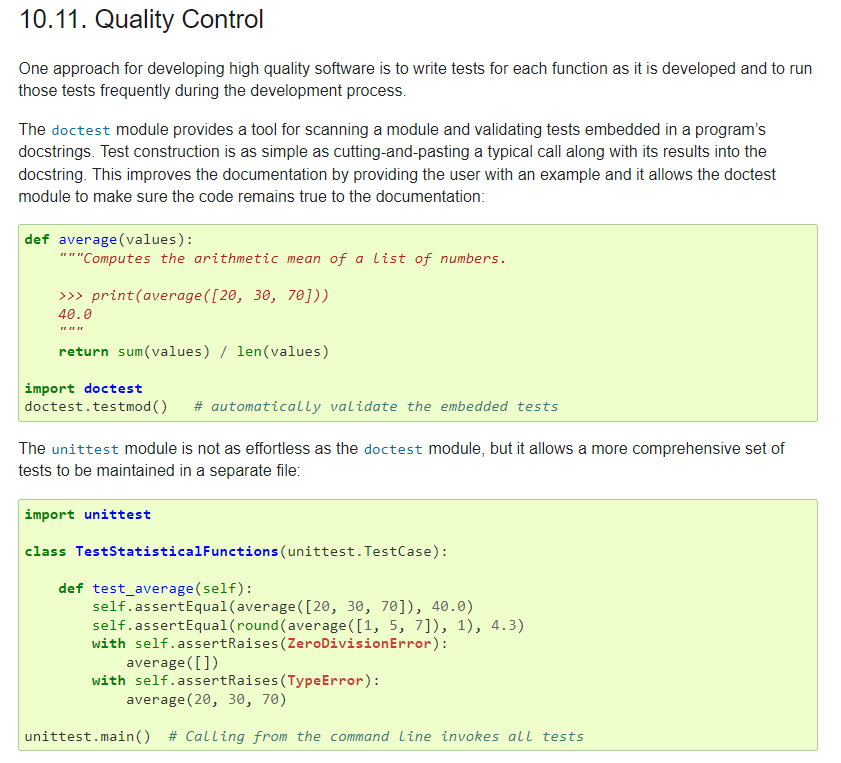 10.11. Quality Control
One approach for developing high quality software is to write tests for each function as it is developed and to run
those tests frequently during the development process.
The doctest module provides a tool for scanning a module and validating tests embedded in a program’s
docstrings. Test construction is as simple as cutting-and-pasting a typical call along with its results into the
docstring. This improves the documentation by providing the user with an example and it allows the doctest
module to make sure the code remains true to the documentation:
def average(values):
    """Computes the arithmetic mean of a list of numbers.

    >>> print(average([20, 30, 70]))
    40.0
    """
    return sum(values) / len(values)

import doctest
doctest.testmod()   # automatically validate the embedded tests
The unittest module is not as effortless as the doctest module, but it allows a more comprehensive set of
tests to be maintained in a separate file:
import unittest

class TestStatisticalFunctions(unittest.TestCase):

    def test_average(self):
        self.assertEqual(average([20, 30, 70]), 40.0)
        self.assertEqual(round(average([1, 5, 7]), 1), 4.3)
        with self.assertRaises(ZeroDivisionError):
            average([])
        with self.assertRaises(TypeError):
            average(20, 30, 70)

unittest.main()  # Calling from the command line invokes all tests